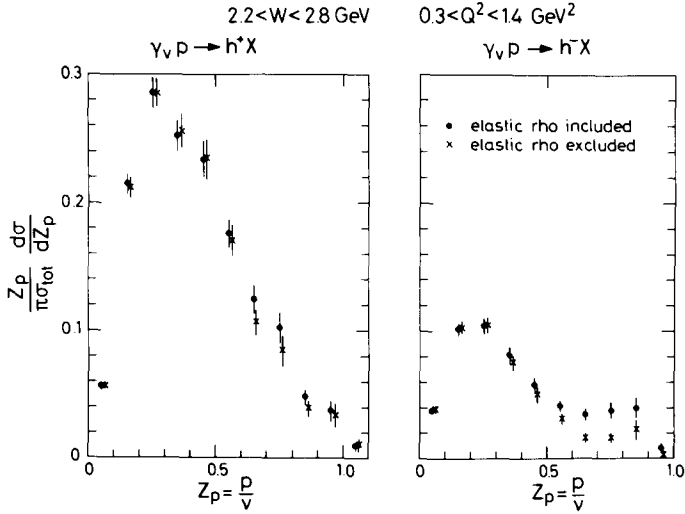 2.2<W<2.8 GeV 0.3<Q²<1.4 GeV²
γᵥ p → h⁺X γᵥ p → h⁻X
0.3
0.2
0.1
0
Zₚ/πσₜₒₜ dσ/dZₚ
• elastic rho included
× elastic rho excluded
0 0.5 1.0 0 0.5 1.0
Zₚ = p/ν Zₚ = p/ν